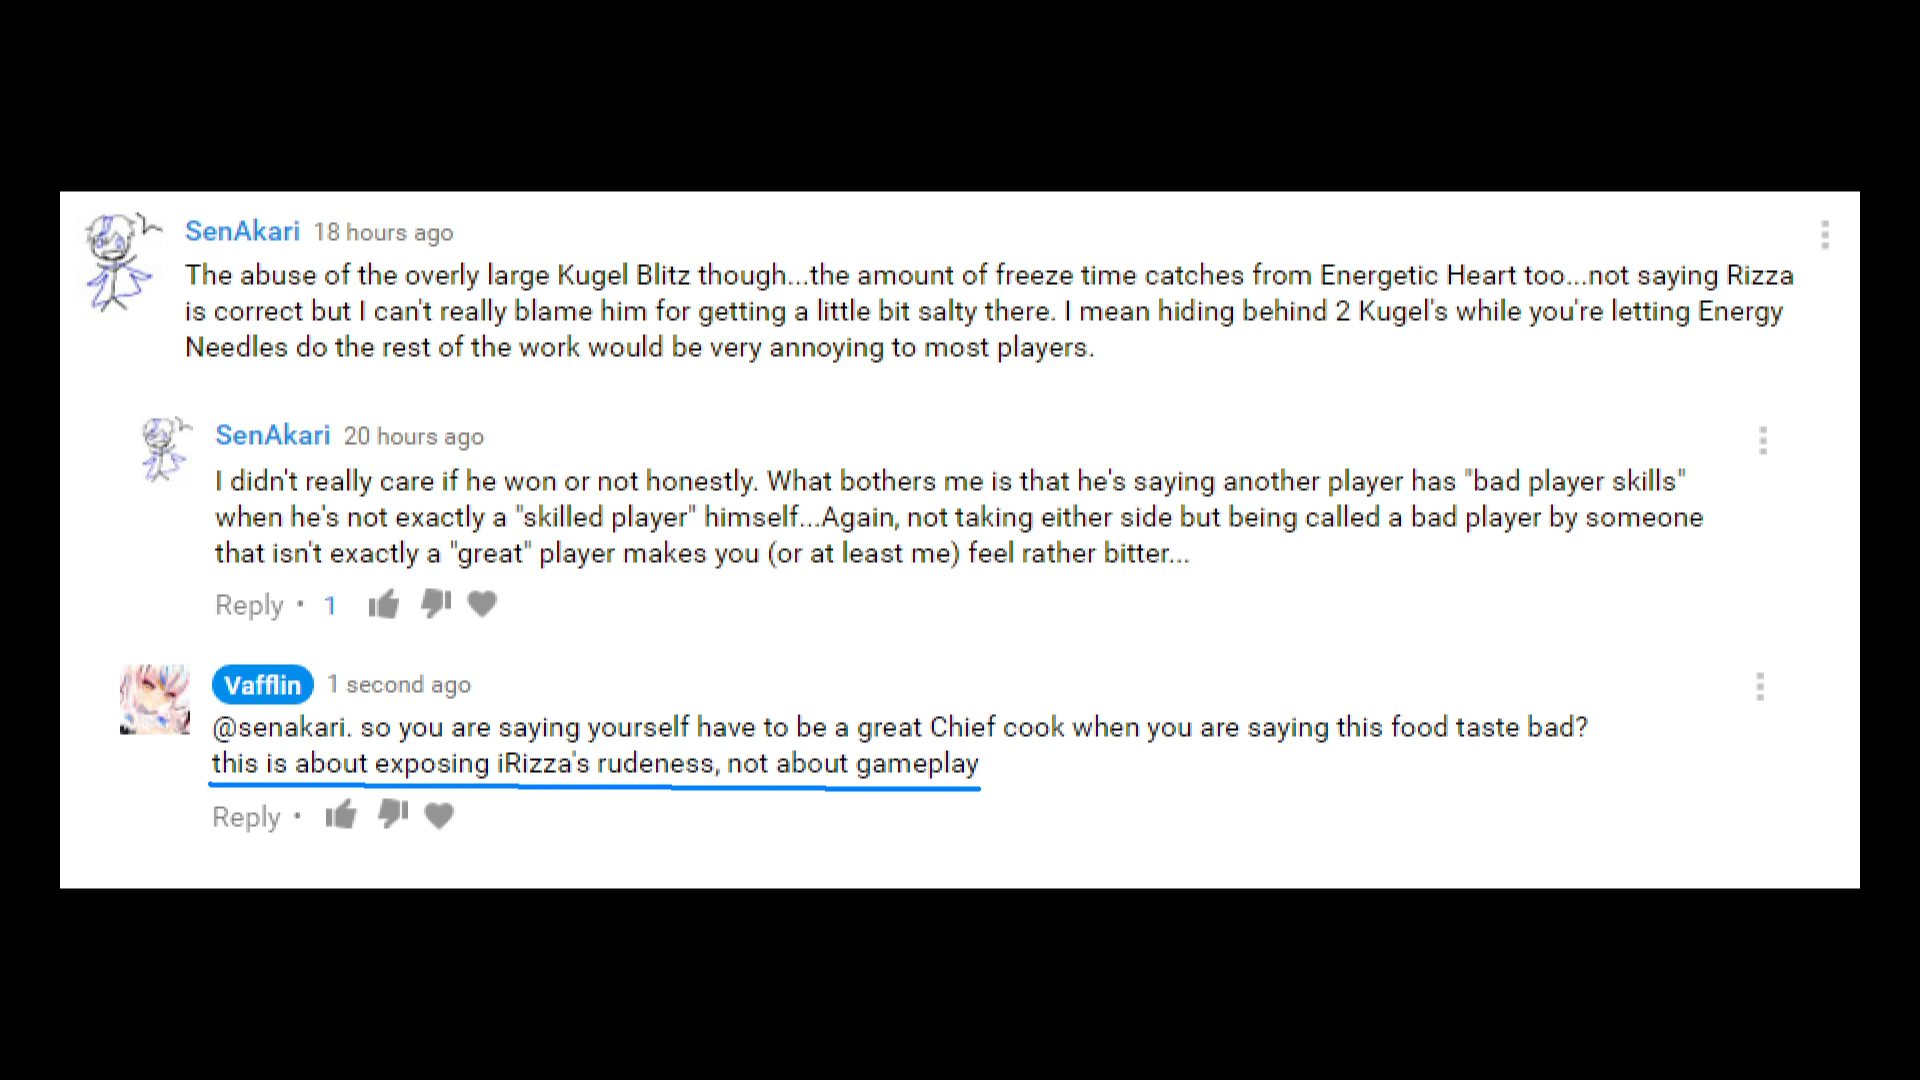 SenAkari 18 hours ago
The abuse of the overly large Kugel Blitz though...the amount of freeze time catches from Energetic Heart too...not saying Rizza
is correct but I can't really blame him for getting a little bit salty there. I mean hiding behind 2 Kugel's while you're letting Energy
Needles do the rest of the work would be very annoying to most players.
SenAkari 20 hours ago
I didn't really care if he won or not honestly. What bothers me is that he's saying another player has "bad player skills"
when he's not exactly a "skilled player" himself...Again, not taking either side but being called a bad player by someone
that isn't exactly a "great" player makes you (or at least me) feel rather bitter...
Reply • 1
Vafflin 1 second ago
@senakari. so you are saying yourself have to be a great Chief cook when you are saying this food taste bad?
this is about exposing iRizza's rudeness, not about gameplay
Reply •